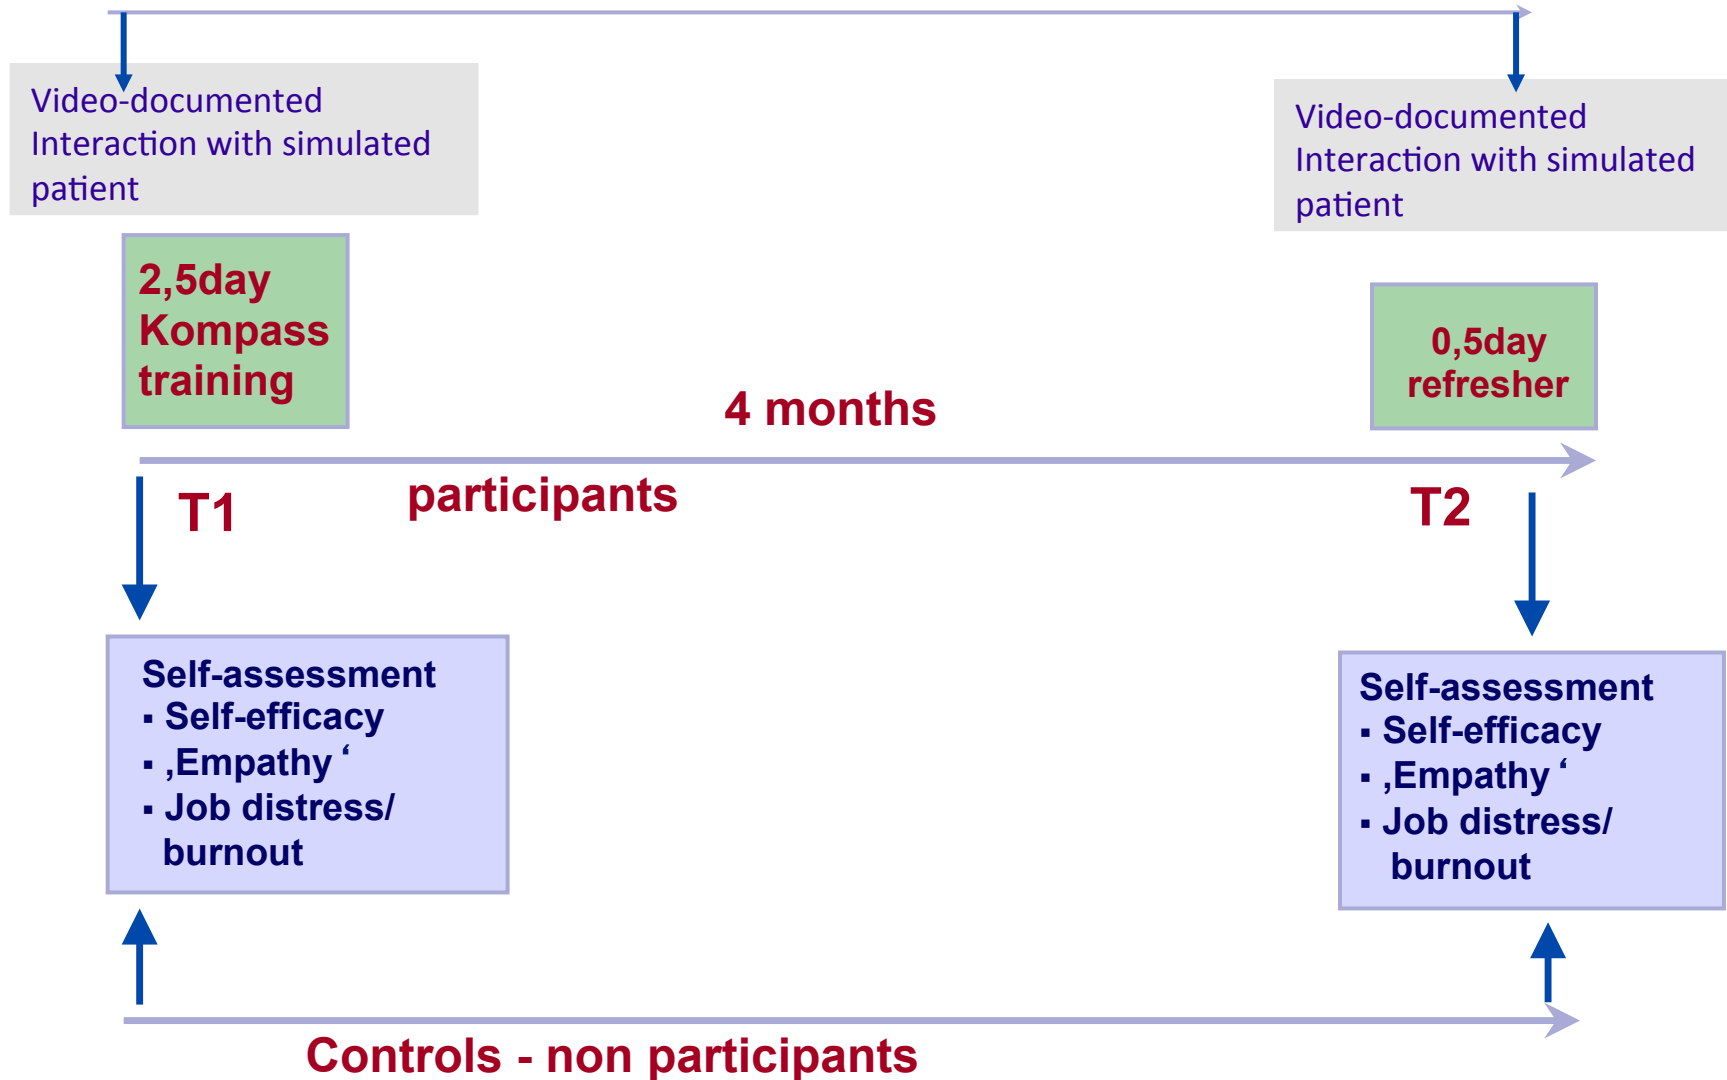 Video-documented
Interaction with simulated
patient
Video-documented
Interaction with simulated
patient
2,5day
Kompass
training
0,5day
refresher
4 months
participants
T1
T2
Self-assessment
▪ Self-efficacy
▪ ‚Empathy ‘
▪ Job distress/
burnout
Self-assessment
▪ Self-efficacy
▪ ‚Empathy ‘
▪ Job distress/
burnout
Controls - non participants